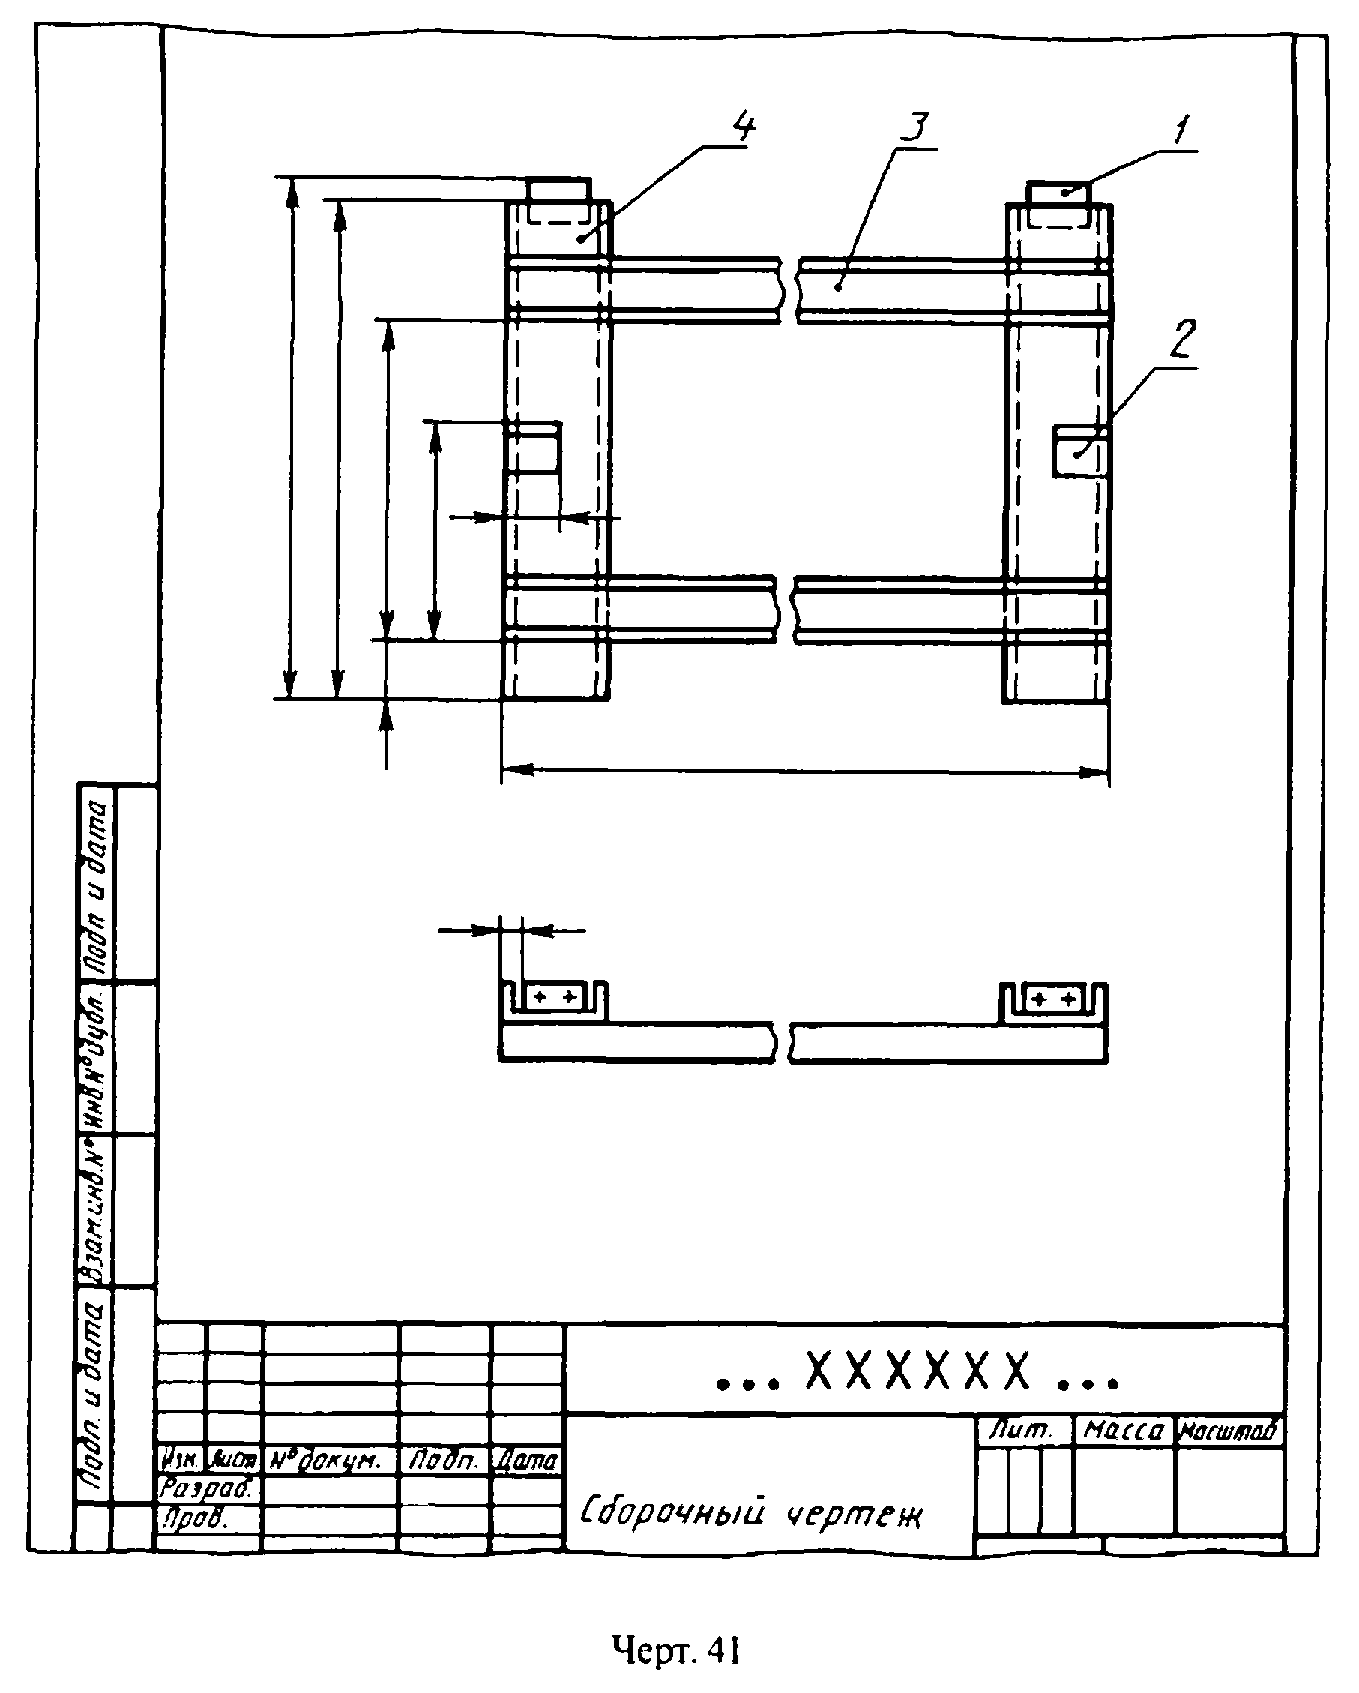 4
3
1
2
Подп и дата
Инв.№ дубл.
Взам.инв.№
Подп. и дата
...XXXXXX...
Лит.
Масса
Масштаб
Изм.
Лист
№ докум.
Подп.
Дата
Разраб.
Пров.
Сборочный чертеж
Черт. 41